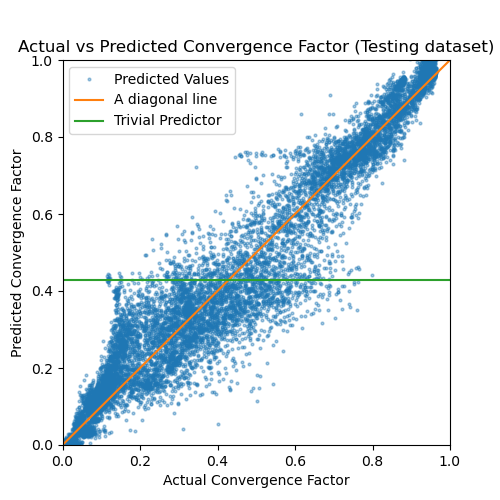 Actual vs Predicted Convergence Factor (Testing dataset)
Predicted Values
A diagonal line
Trivial Predictor
Predicted Convergence Factor
1.0
0.8
0.6
0.4
0.2
0.0
0.0 0.2 0.4 0.6 0.8 1.0
Actual Convergence Factor